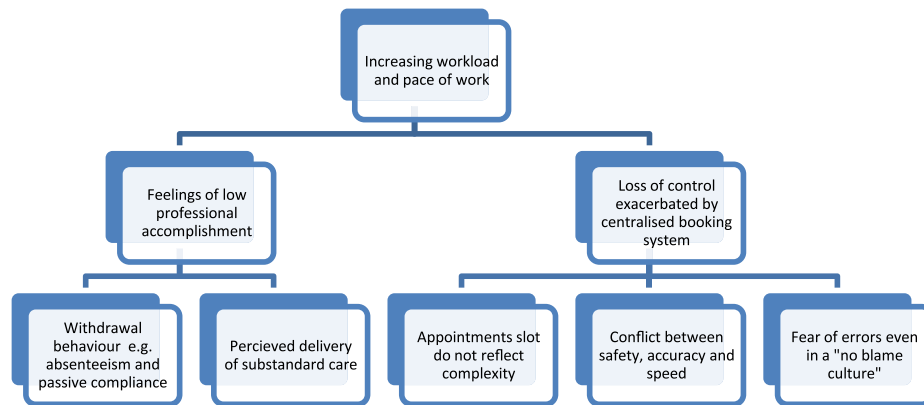 Increasing workload
and pace of work
Feelings of low
professional
accomplishment
Loss of control
exacerbated by
centralised booking
system
Withdrawal
behaviour e.g.
absenteeism and
passive compliance
Percieved delivery
of substandard care
Appointments slot
do not reflect
complexity
Conflict between
safety, accuracy and
speed
Fear of errors even
in a "no blame
culture"